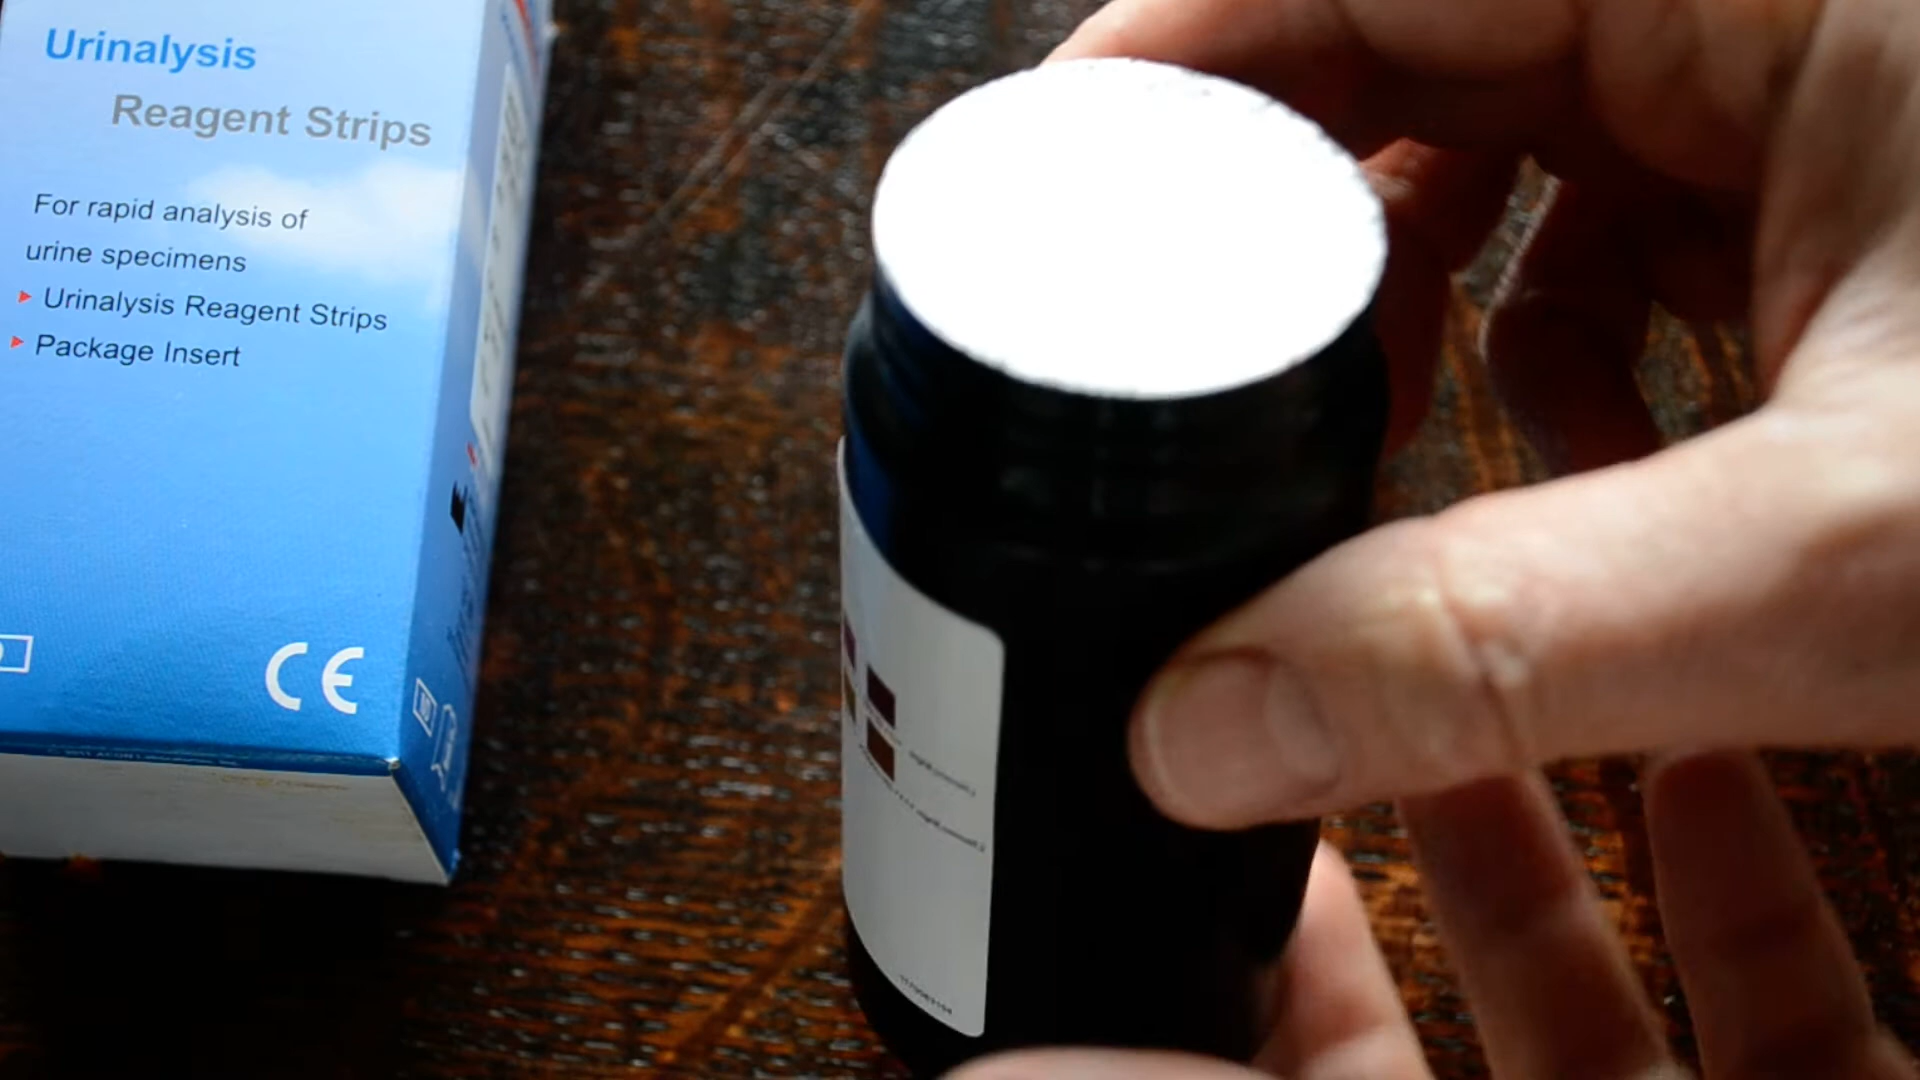 Urinalysis
Reagent Strips
For rapid analysis of
urine specimens
Urinalysis Reagent Strips
Package Insert
CE